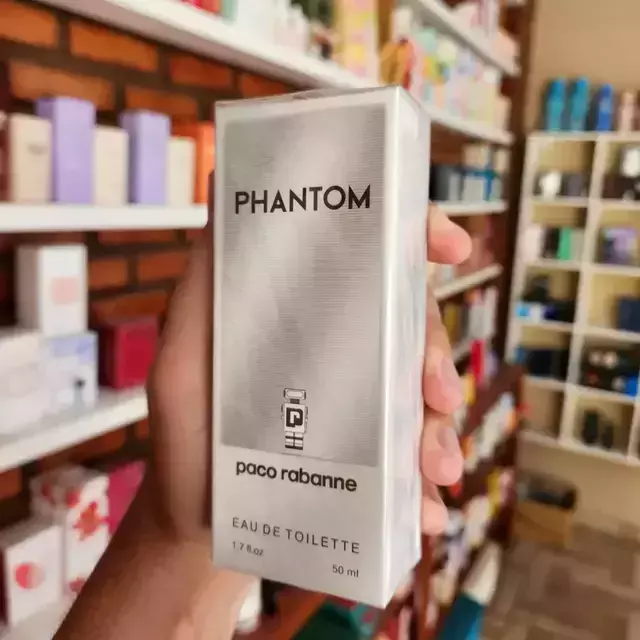 PHANTOM
paco rabanne
EAU DE TOILETTE
1.7 fl.oz
50 ml